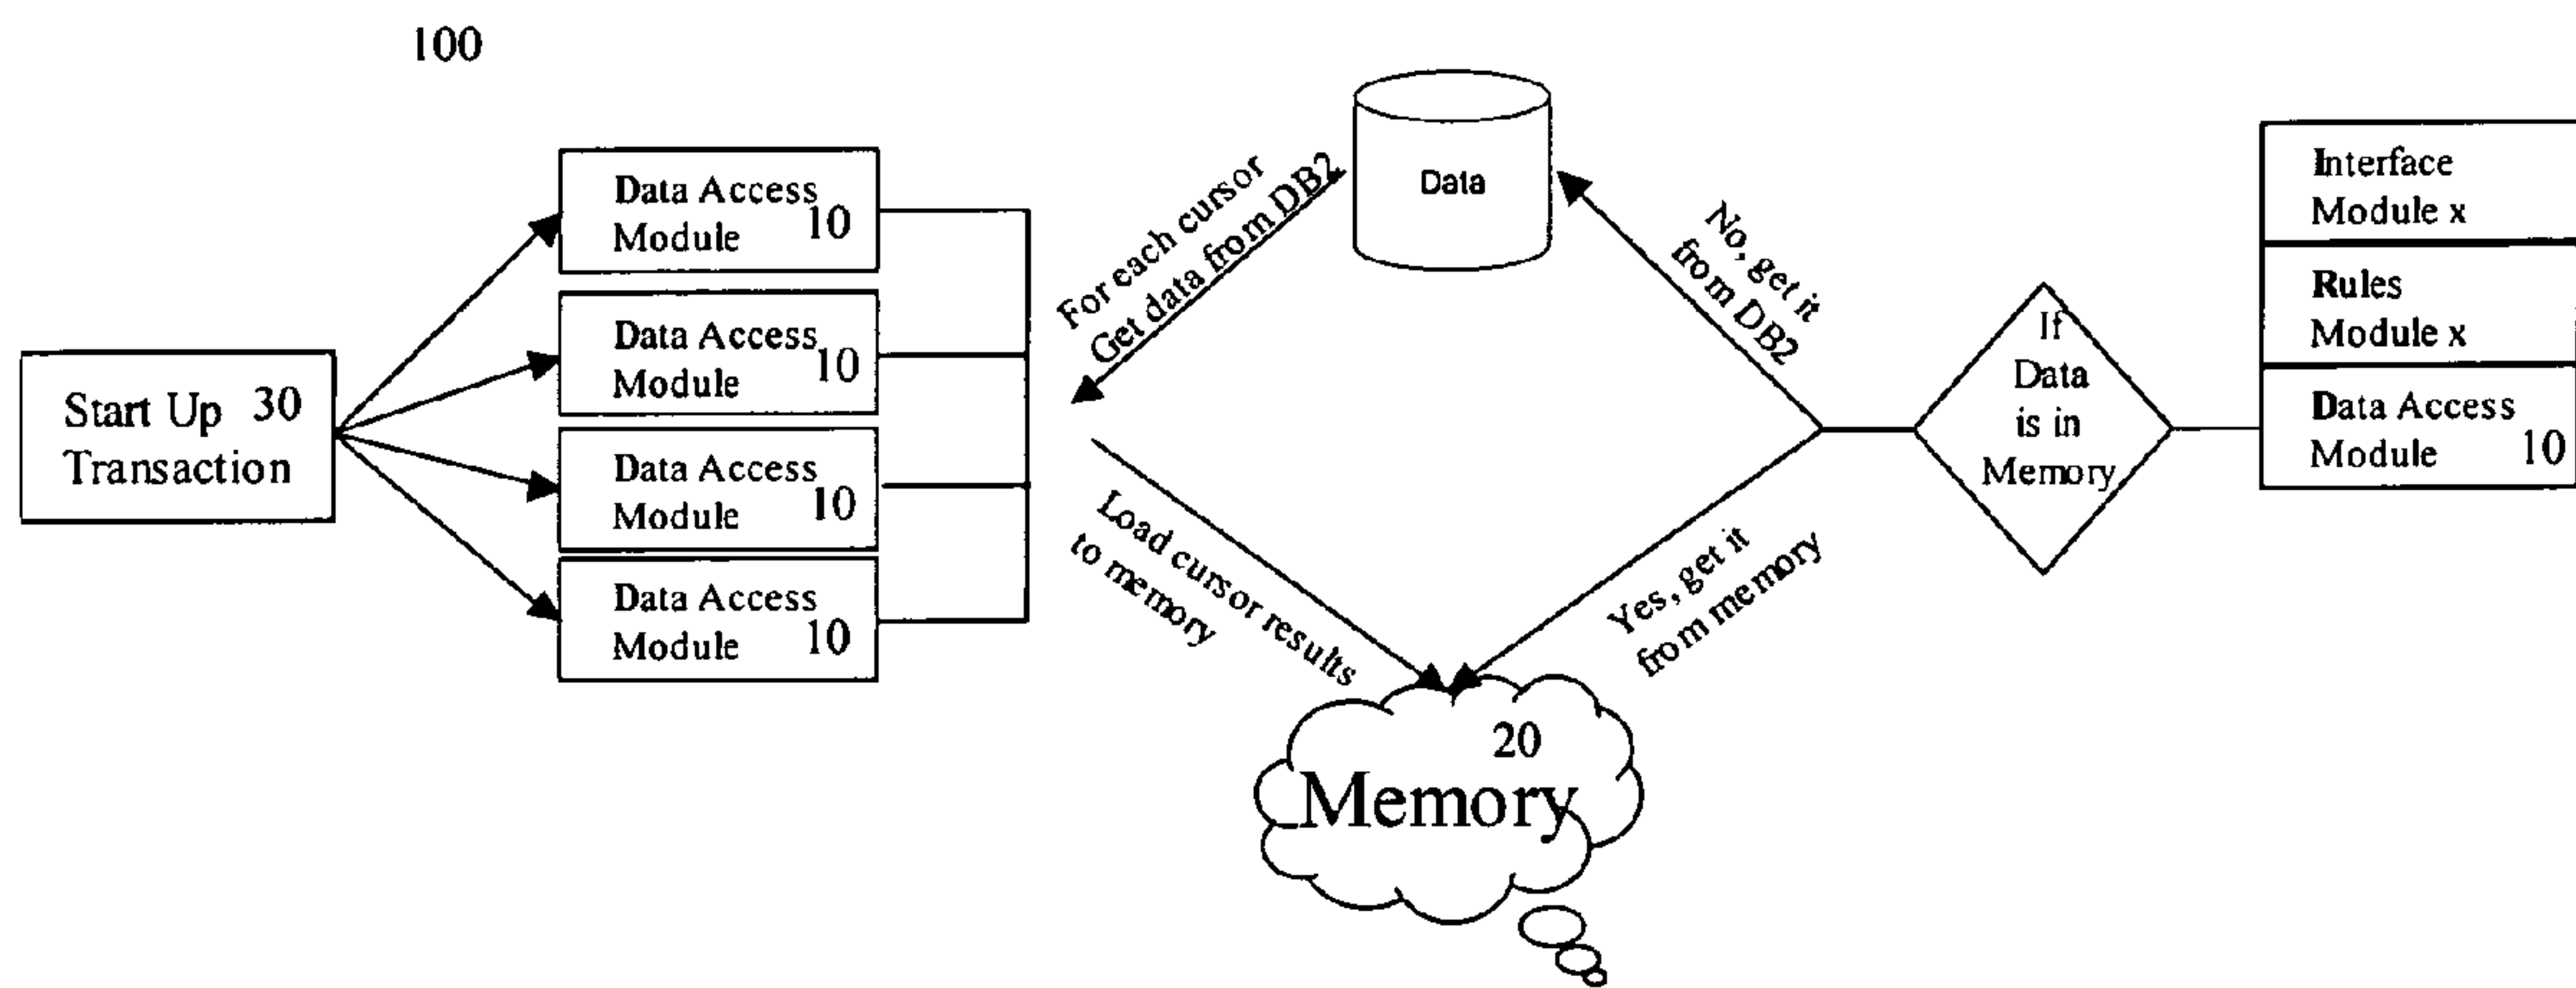 100
Start Up 30
Transaction
Data Access
Module 10
Data Access
Module 10
Data Access
Module 10
Data Access
Module 10
For each cursor
Get data from DB2
Data
Load cursor results
to memory
No, get it
from DB2
Yes, get it
from memory
20
Memory
If
Data
is in
Memory
Interface
Module x
Rules
Module x
Data Access
Module 10